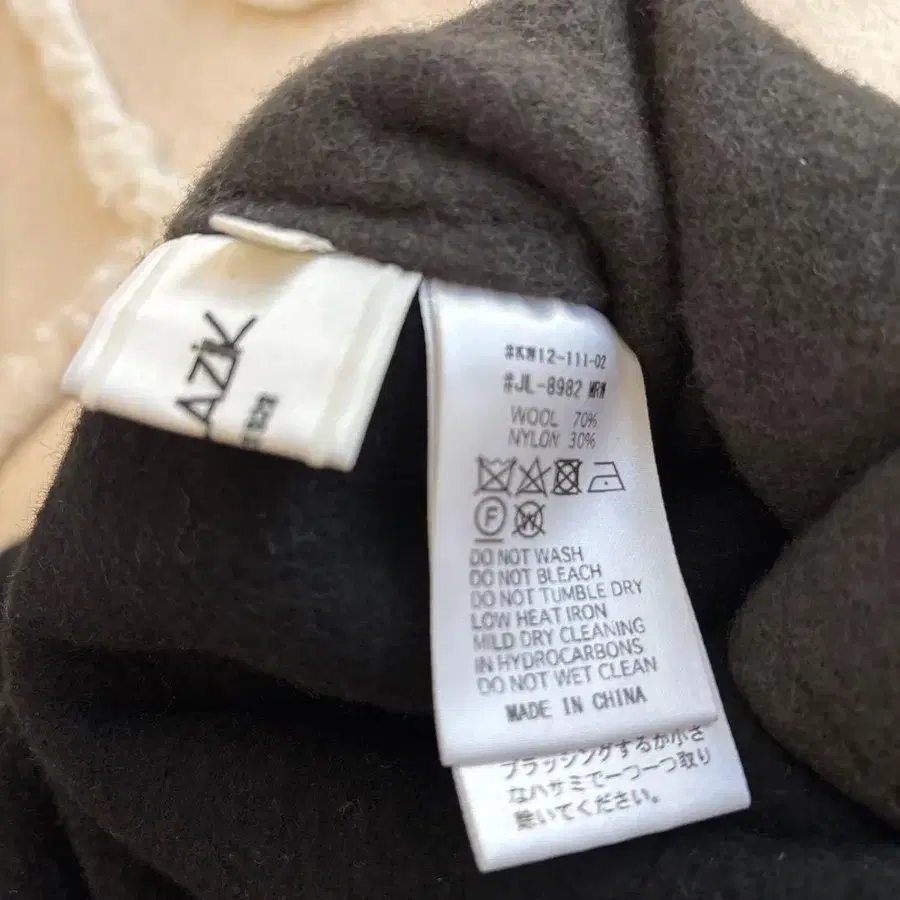 AZIK
#KW12-111-02
#JL-8982 MRW
WOOL 70%
NYLON 30%
F
W
DO NOT WASH
DO NOT BLEACH
DO NOT TUMBLE DRY
LOW HEAT IRON
MILD DRY CLEANING
IN HYDROCARBONS
DO NOT WET CLEAN
MADE IN CHINA
ブラッシングするか小さ
なハサミで一つ一つ取り
除いてください。